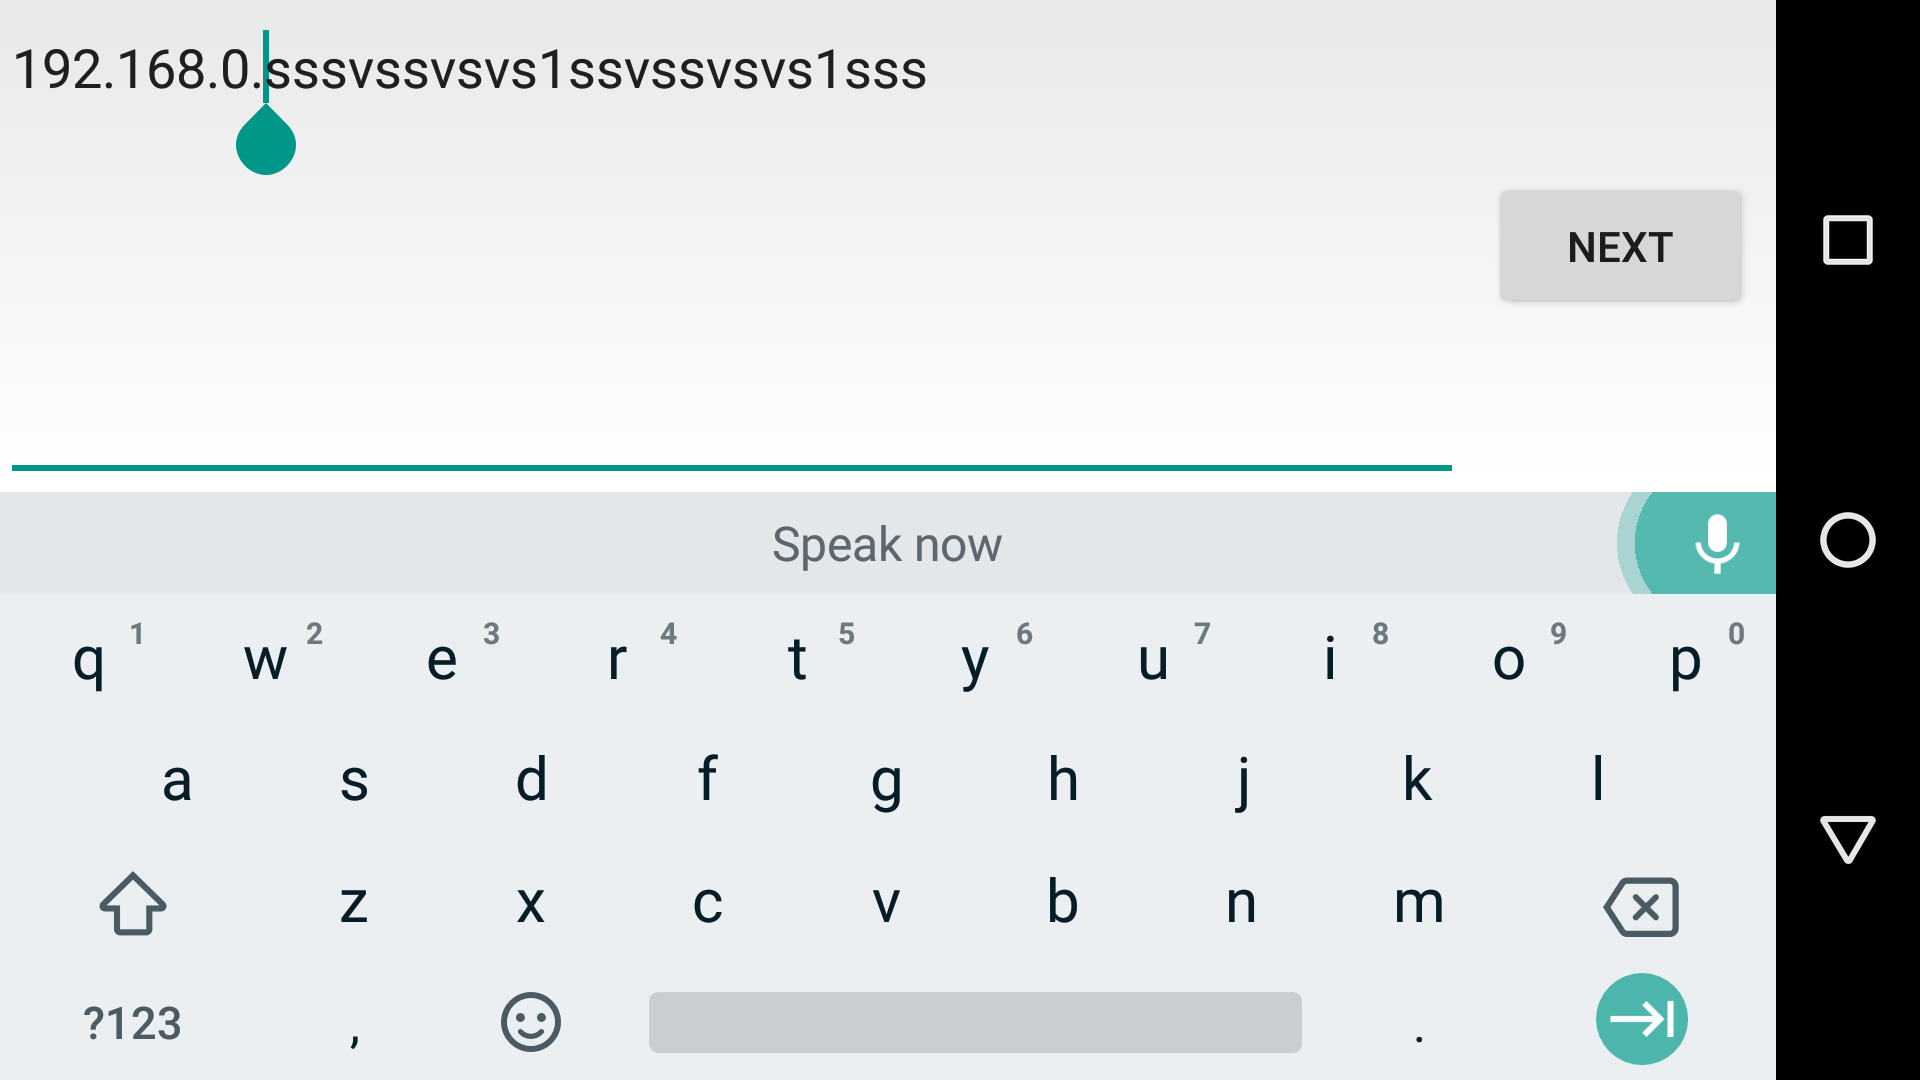 192.168.0.sssvssvsvs1ssvssvsvs1sss
NEXT
Speak now
q 1 w 2 e 3 r 4 t 5 y 6 u 7 i 8 o 9 p 0
a s d f g h j k l
z x c v b n m
?123 , .